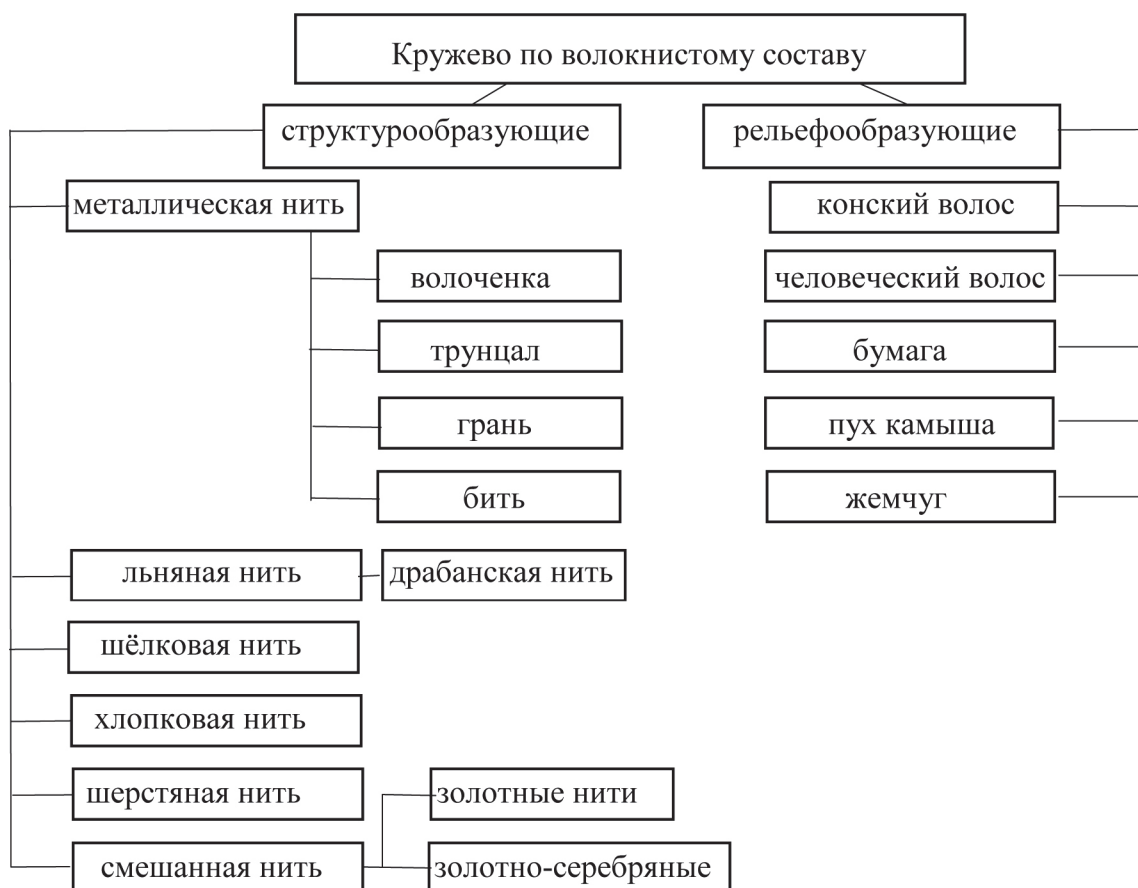 Кружево по волокнистому составу
структурообразующие
рельефообразующие
металлическая нить
конский волос
волоченка
человеческий волос
трунцал
бумага
грань
пух камыша
бить
жемчуг
льняная нить
драбанская нить
шёлковая нить
хлопковая нить
шерстяная нить
золотные нити
смешанная нить
золотно-серебряные